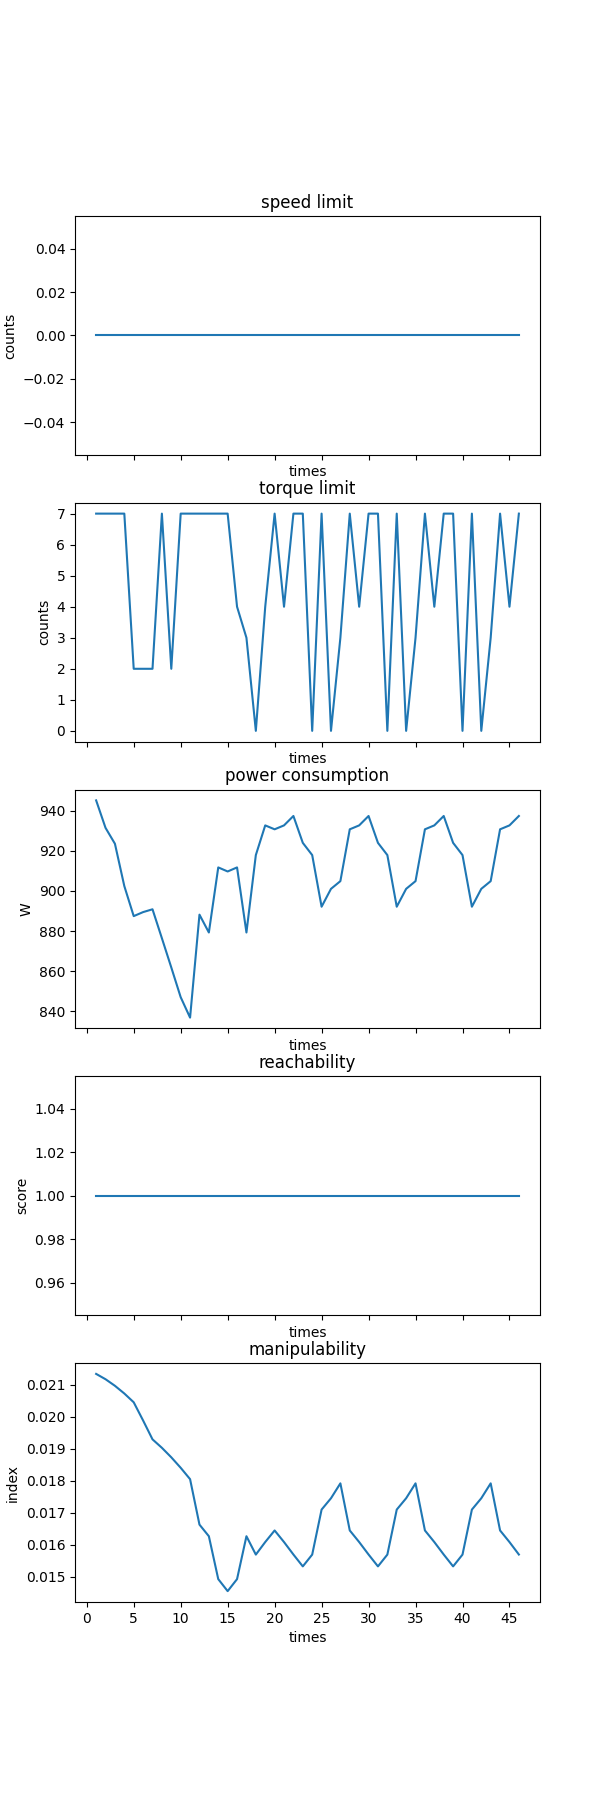 speed limit
counts
0.04
0.02
0.00
−0.02
−0.04
times
torque limit
counts
7
6
5
4
3
2
1
0
times
power consumption
W
940
920
900
880
860
840
times
reachability
score
1.04
1.02
1.00
0.98
0.96
times
manipulability
index
0.021
0.020
0.019
0.018
0.017
0.016
0.015
0 5 10 15 20 25 30 35 40 45
times